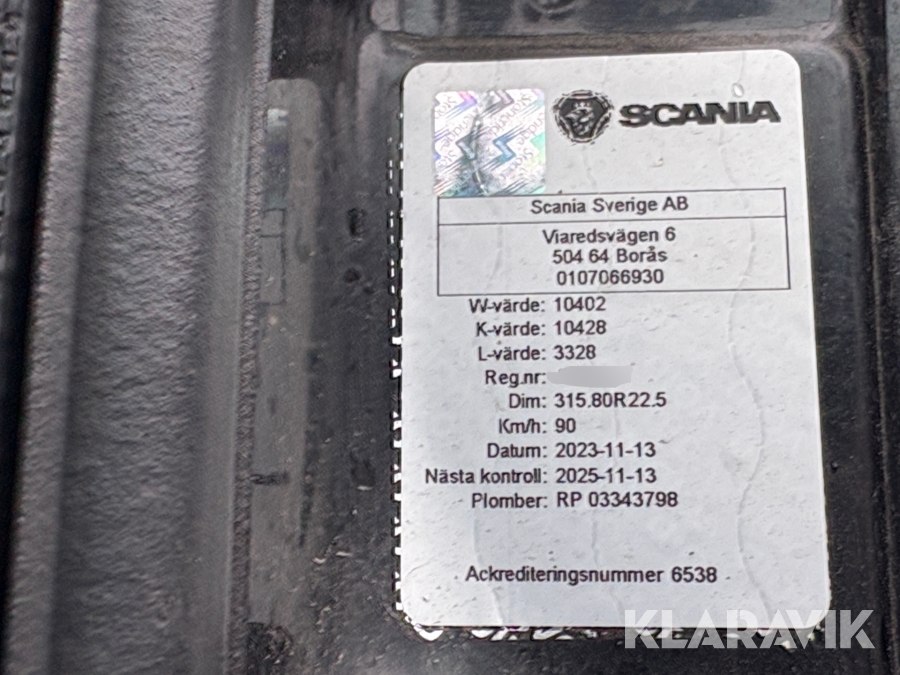 SCANIA
Scania Sverige AB
Viaredsvägen 6
504 64 Borås
0107066930
W-värde: 10402
K-värde: 10428
L-värde: 3328
Reg.nr:
Dim: 315.80R22.5
Km/h: 90
Datum: 2023-11-13
Nästa kontroll: 2025-11-13
Plomber: RP 03343798
Ackrediteringsnummer 6538
KLARAVIK